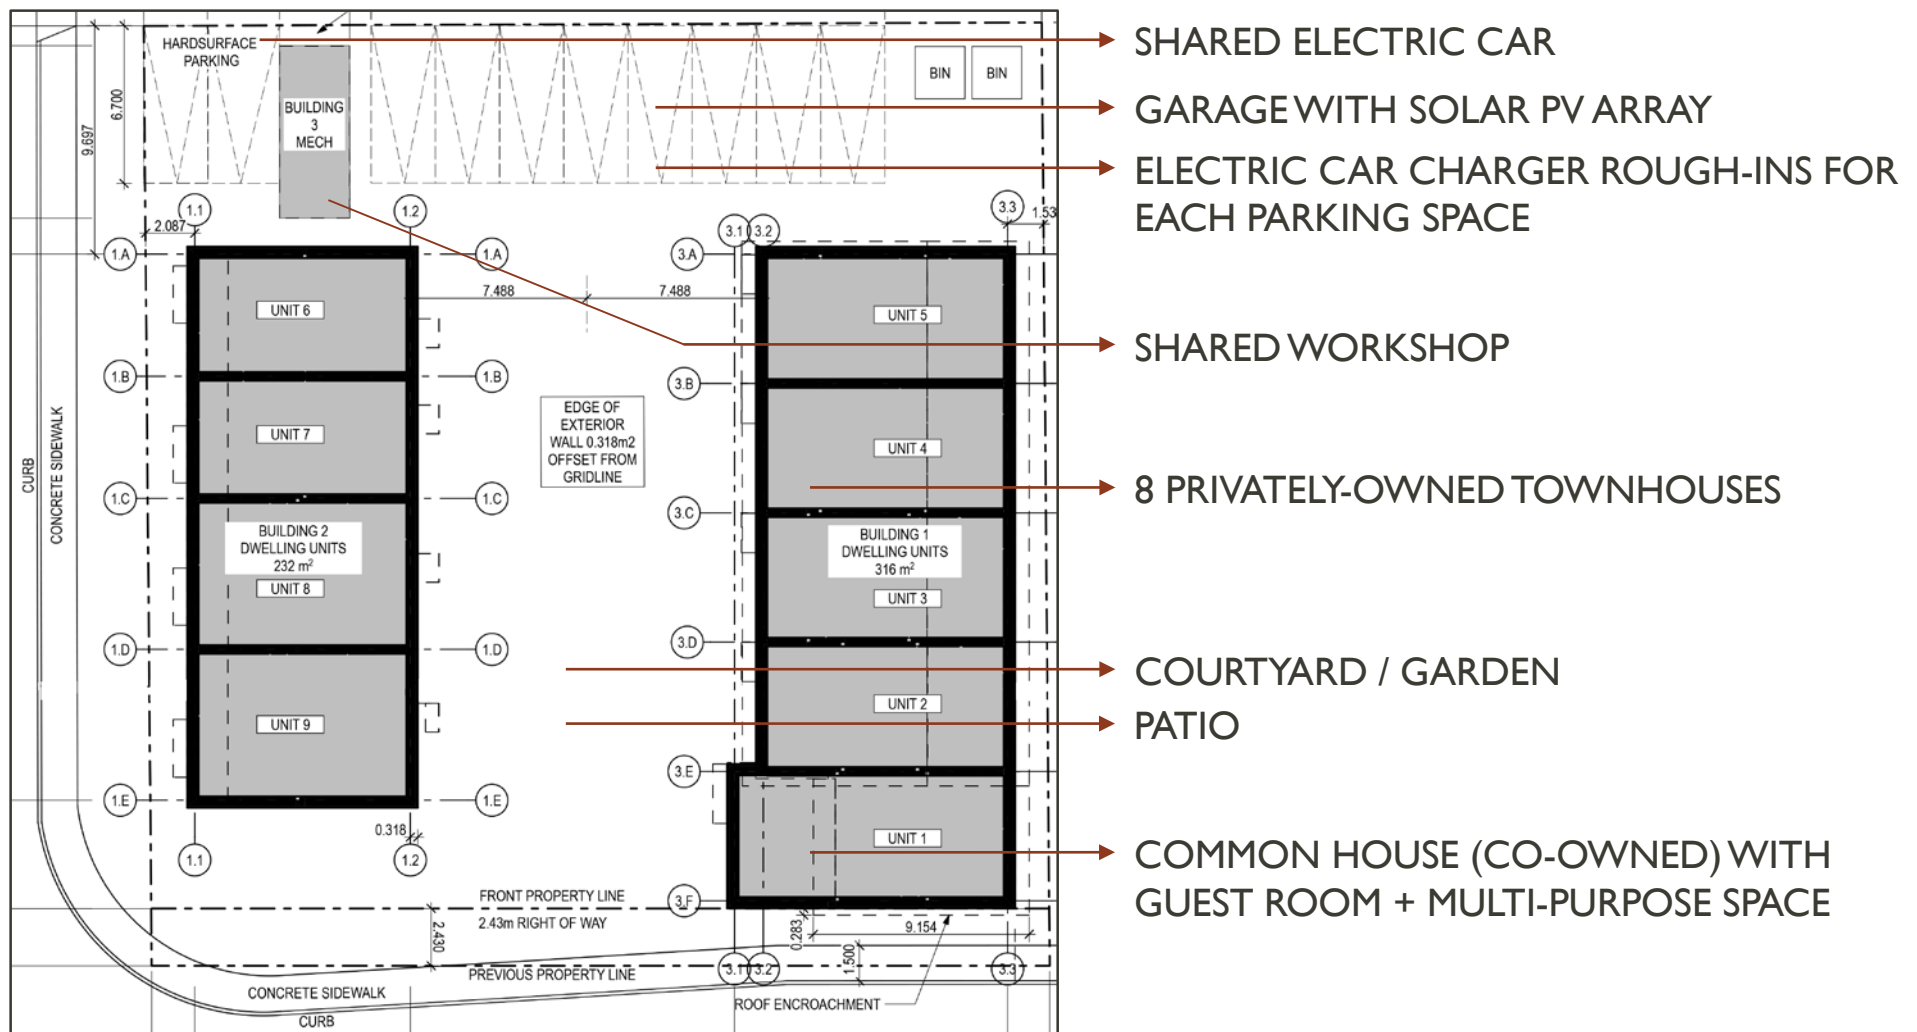 HARDSURFACE
PARKING
BUILDING
3
MECH
BIN
BIN
SHARED ELECTRIC CAR
GARAGE WITH SOLAR PV ARRAY
ELECTRIC CAR CHARGER ROUGH-INS FOR
EACH PARKING SPACE
SHARED WORKSHOP
8 PRIVATELY-OWNED TOWNHOUSES
COURTYARD / GARDEN
PATIO
COMMON HOUSE (CO-OWNED) WITH
GUEST ROOM + MULTI-PURPOSE SPACE
9.697
6.700
2.087
1.1
1.2
3.1
3.2
3.3
1.53
1.A
1.A
3.A
7.488
7.488
UNIT 6
UNIT 5
1.B
1.B
3.B
UNIT 7
UNIT 4
EDGE OF
EXTERIOR
WALL 0.318m2
OFFSET FROM
GRIDLINE
CURB
CONCRETE SIDEWALK
1.C
1.C
3.C
BUILDING 2
DWELLING UNITS
232 m²
UNIT 8
BUILDING 1
DWELLING UNITS
316 m²
UNIT 3
1.D
1.D
3.D
UNIT 9
UNIT 2
3.E
1.E
1.E
0.318
UNIT 1
1.1
1.2
3.F
FRONT PROPERTY LINE
2.43m RIGHT OF WAY
2.430
0.283
9.154
1.500
PREVIOUS PROPERTY LINE
3.1
3.2
3.3
CONCRETE SIDEWALK
ROOF ENCROACHMENT
CURB